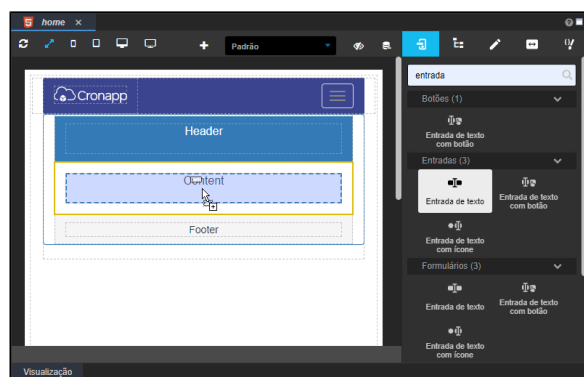 home ×
Padrão
entrada
Cronapp
Header
Content
Footer
Botões (1)
Entrada de texto
com botão
Entradas (3)
Entrada de texto
Entrada de texto
com botão
Entrada de texto
com ícone
Formulários (3)
Entrada de texto
Entrada de texto
com botão
Entrada de texto
com ícone
Visualização